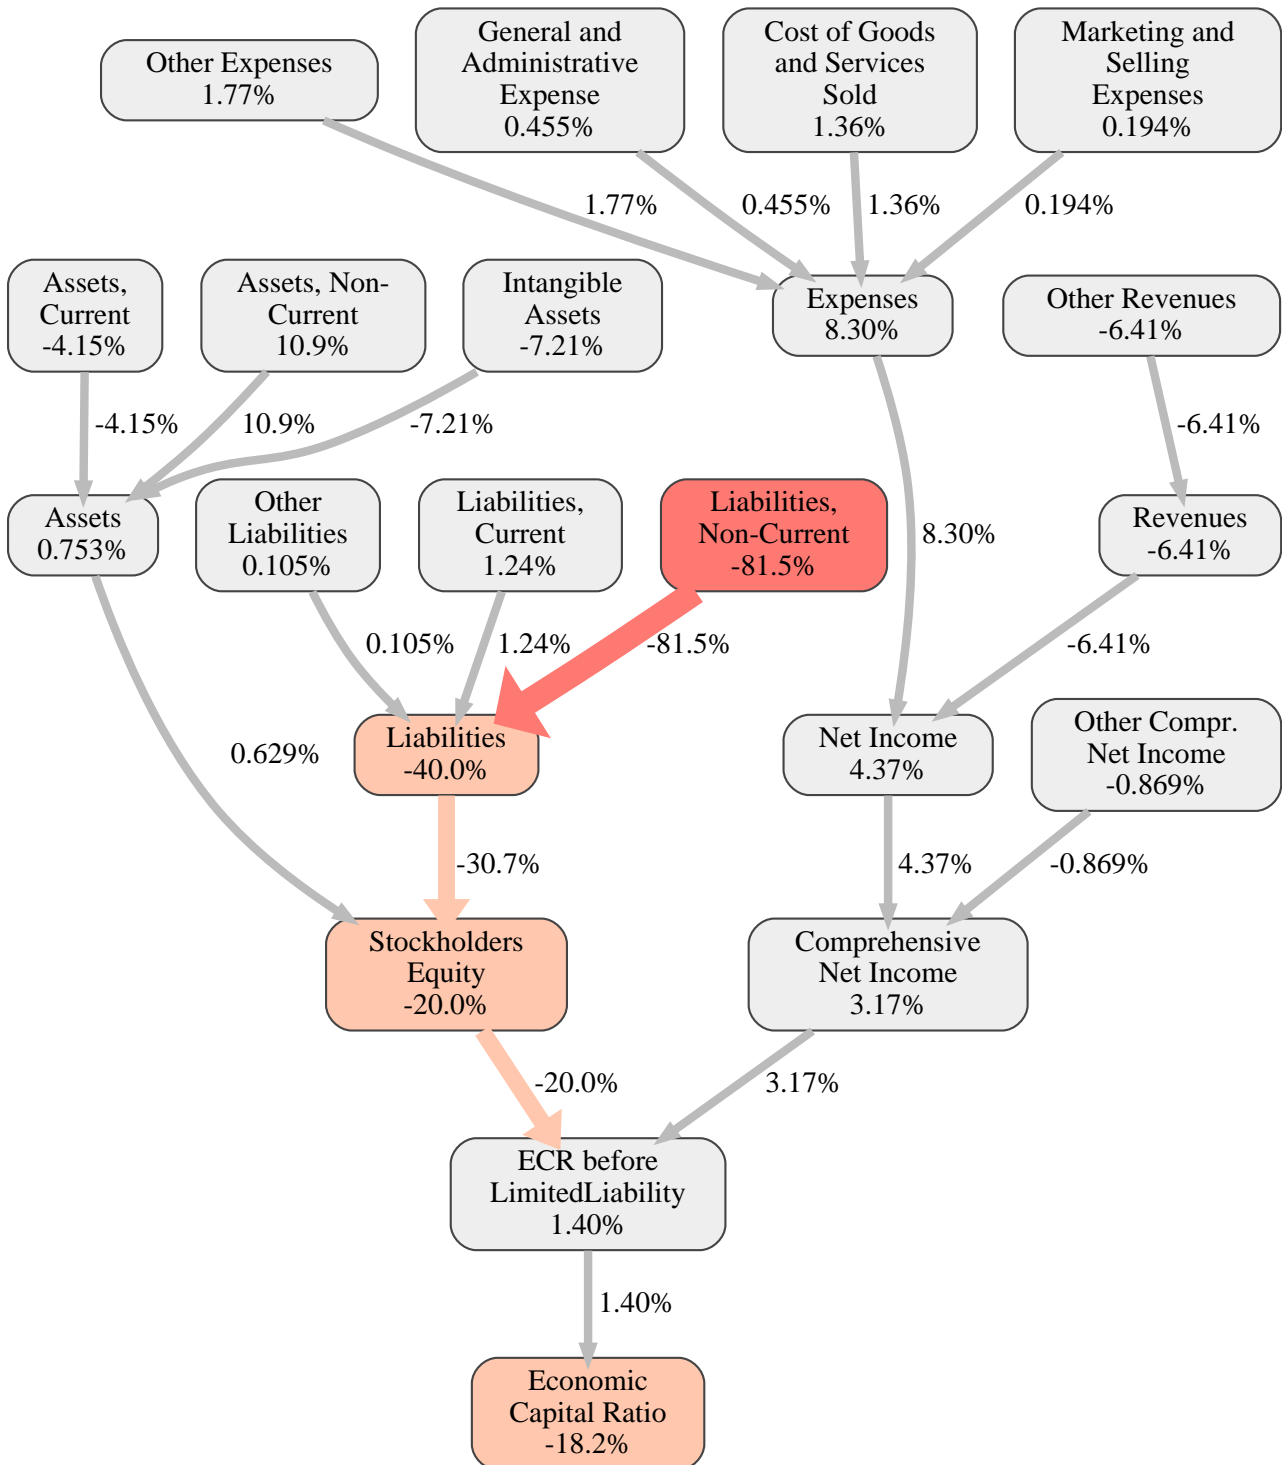 Other Expenses
1.77%
General and
Administrative
Expense
0.455%
Cost of Goods
and Services
Sold
1.36%
Marketing and
Selling
Expenses
0.194%
1.77%
0.455%
1.36%
0.194%
Assets,
Current
-4.15%
Assets, Non-
Current
10.9%
Intangible
Assets
-7.21%
Expenses
8.30%
Other Revenues
-6.41%
-4.15%
10.9%
-7.21%
-6.41%
Assets
0.753%
Other
Liabilities
0.105%
Liabilities,
Current
1.24%
Liabilities,
Non-Current
-81.5%
8.30%
Revenues
-6.41%
0.105%
1.24%
-81.5%
-6.41%
0.629%
Liabilities
-40.0%
Net Income
4.37%
Other Compr.
Net Income
-0.869%
-30.7%
4.37%
-0.869%
Stockholders
Equity
-20.0%
Comprehensive
Net Income
3.17%
-20.0%
3.17%
ECR before
LimitedLiability
1.40%
1.40%
Economic
Capital Ratio
-18.2%